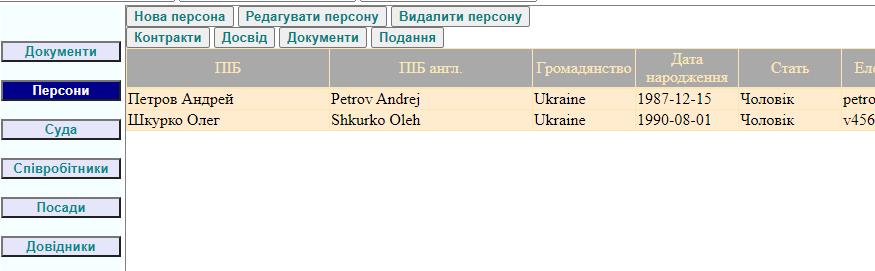 Нова персона Редагувати персону Видалити персону
Контракти Досвід Документи Подання
Документи
Персони
Суда
Співробітники
Посади
Довідники
ПІБ ПІБ англ. Громадянство Дата народження Стать
Петров Андрей Petrov Andrej Ukraine 1987-12-15 Чоловік petro
Шкурко Олег Shkurko Oleh Ukraine 1990-08-01 Чоловік v456